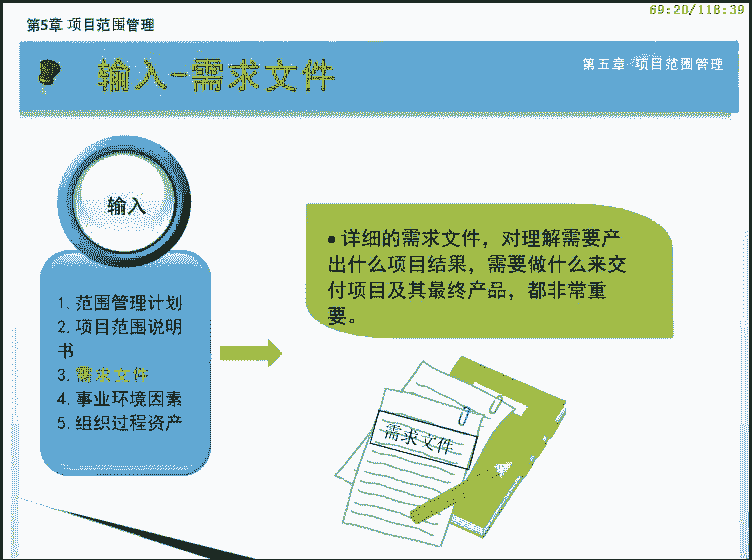 69:20/118:39
第5章 项目范围管理
输入-需求文件
第五章 项目范围管理
输入
1. 范围管理计划
2. 项目范围说明
书
3. 需求文件
4. 事业环境因素
5. 组织过程资产
● 详细的需求文件，对理解需要产
出什么项目结果，需要做什么来交
付项目及其最终产品，都非常重
要。
需求文件